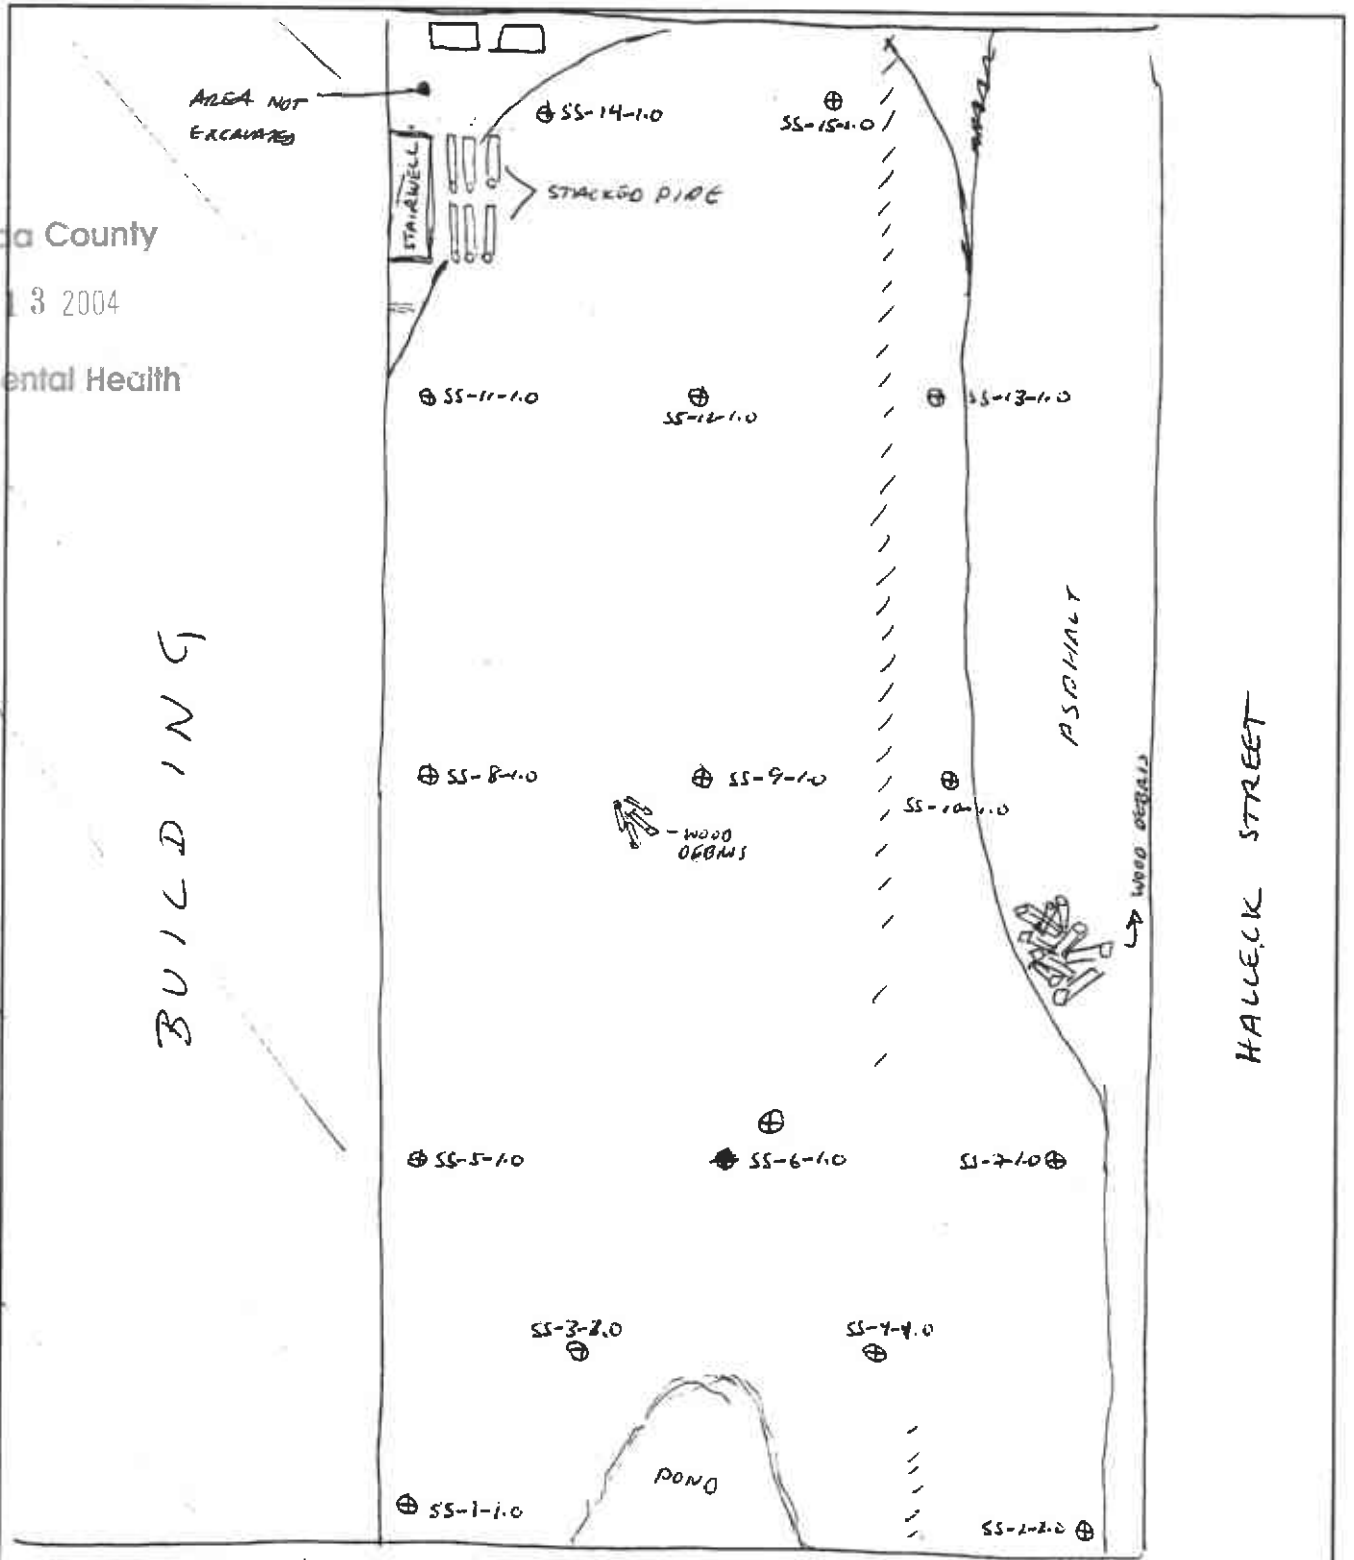 AREA NOT
EXCAVATED
SS-14-1.0
SS-15-1.0
STAIRWELL
STACKED PIPE
a County
13 2004
ental Health
SS-11-1.0
SS-12-1.0
SS-13-1.0
BUILDING
ASPHALT
HALLECK STREET
SS-8-1.0
SS-9-1.0
SS-10-1.0
-WOOD
DEBRIS
WOOD DEBRIS
SS-5-1.0
SS-6-1.0
SS-7-1.0
SS-4-4.0
POND
SS-1-1.0
SS-2-2.0